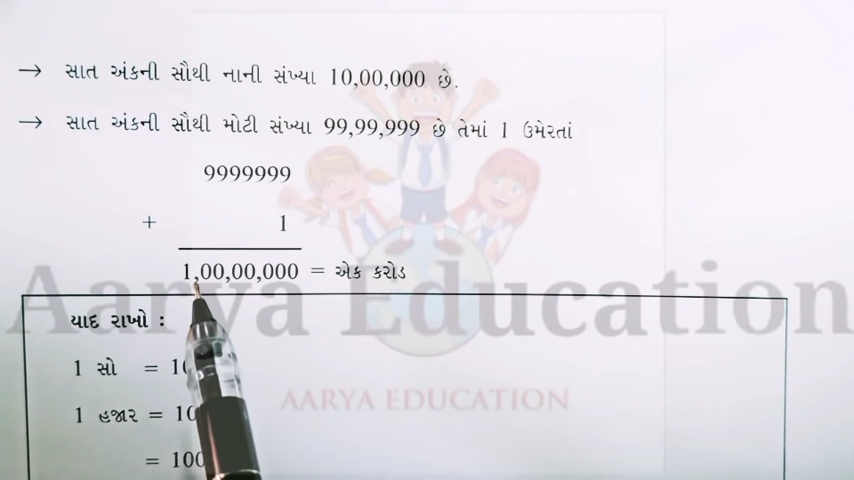 → સાત અંકની સૌથી નાની સંખ્યા 10,00,000 છે.
→ સાત અંકની સૌથી મોટી સંખ્યા 99,99,999 છે તેમાં 1 ઉમેરતાં
9999999
+ 1
1,00,00,000 = એક કરોડ
Aarya Education
યાદ રાખો :
1 સો = 10
AARYA EDUCATION
1 હજાર = 10
= 100